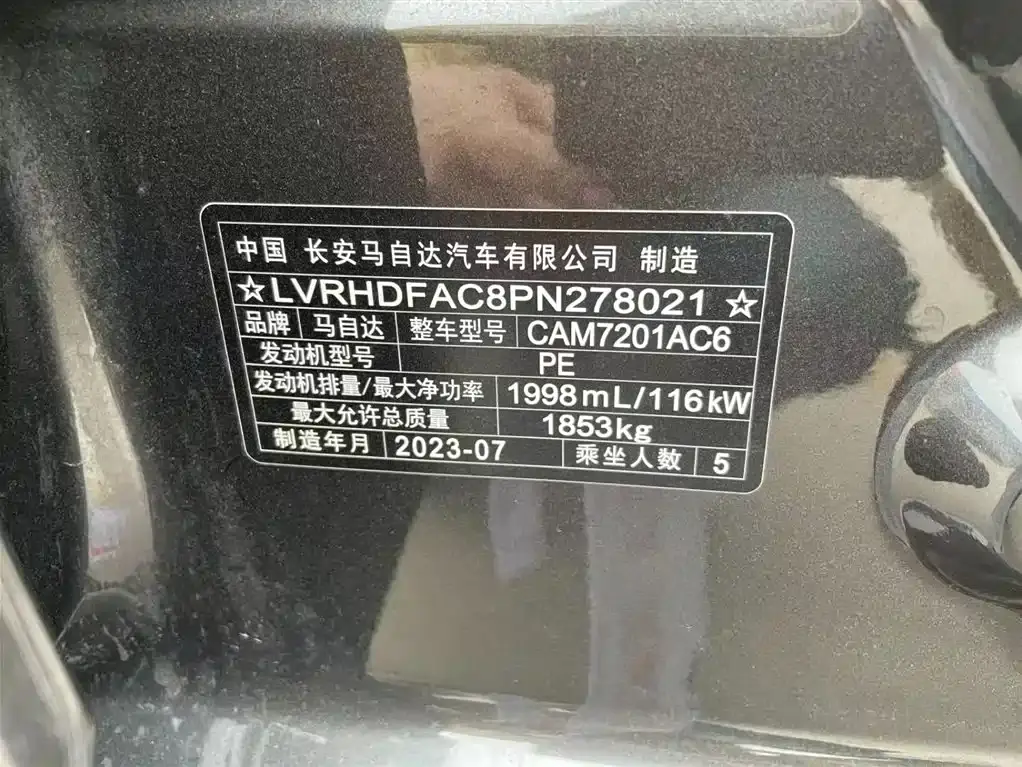 中国 长安马自达汽车有限公司 制造
☆LVRHDFAC8PN278021☆
品牌 马自达 整车型号 CAM7201AC6
发动机型号 PE
发动机排量/最大净功率 1998mL/116kW
最大允许总质量 1853kg
制造年月 2023-07 乘坐人数 5